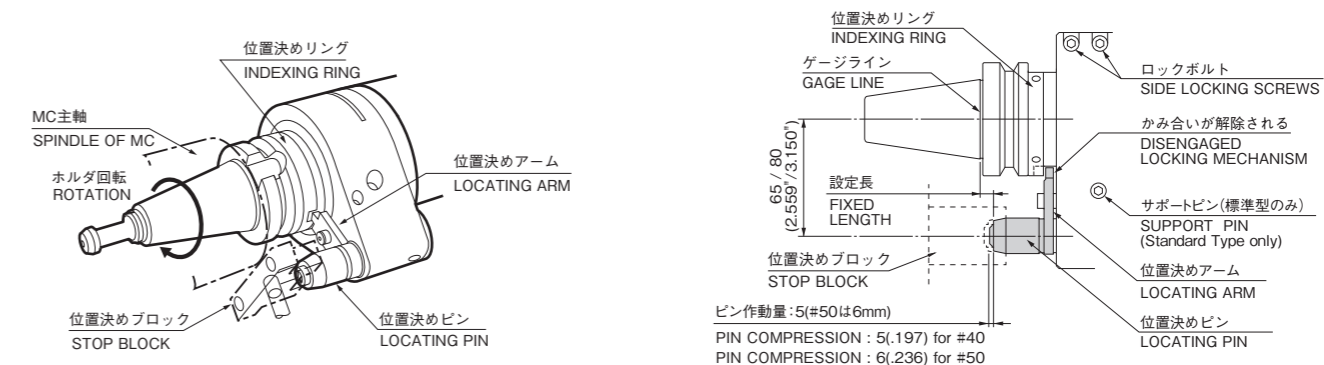 位置決めリング
INDEXING RING
MC主軸
SPINDLE OF MC
ホルダ回転
ROTATION
位置決めアーム
LOCATING ARM
位置決めブロック
STOP BLOCK
位置決めピン
LOCATING PIN
位置決めリング
INDEXING RING
ゲージライン
GAGE LINE
ロックボルト
SIDE LOCKING SCREWS
かみ合いが解除される
DISENGAGED
LOCKING MECHANISM
65 / 80
(2.559"/3.150")
設定長
FIXED
LENGTH
サポートピン(標準型のみ)
SUPPORT PIN
(Standard Type only)
位置決めブロック
STOP BLOCK
位置決めアーム
LOCATING ARM
ピン作動量:5(#50は6mm)
PIN COMPRESSION : 5(.197) for #40
PIN COMPRESSION : 6(.236) for #50
位置決めピン
LOCATING PIN